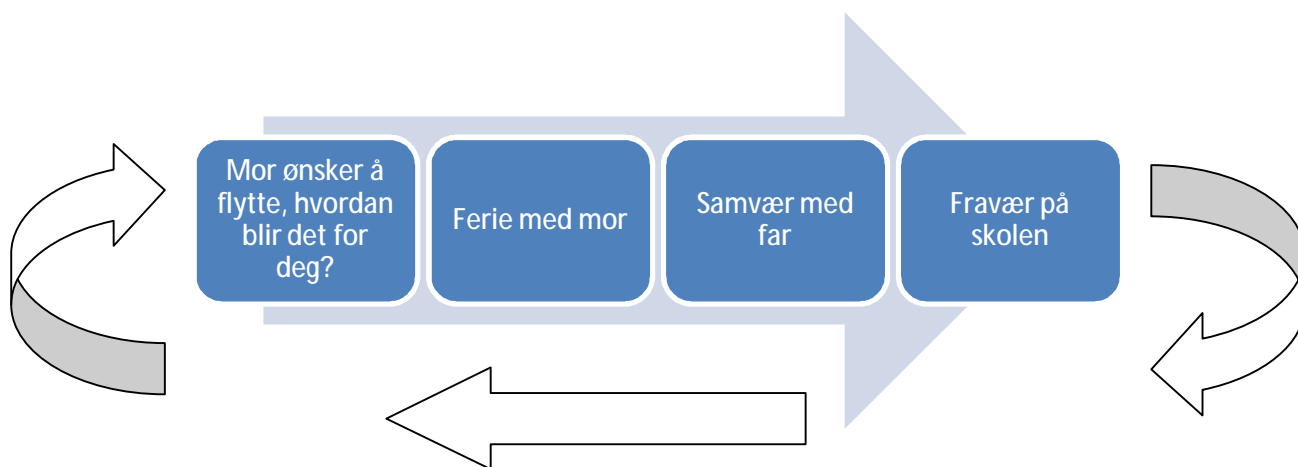 Mor ønsker å
flytte, hvordan
blir det for
deg?
Ferie med mor
Samvær med
far
Fravær på
skolen